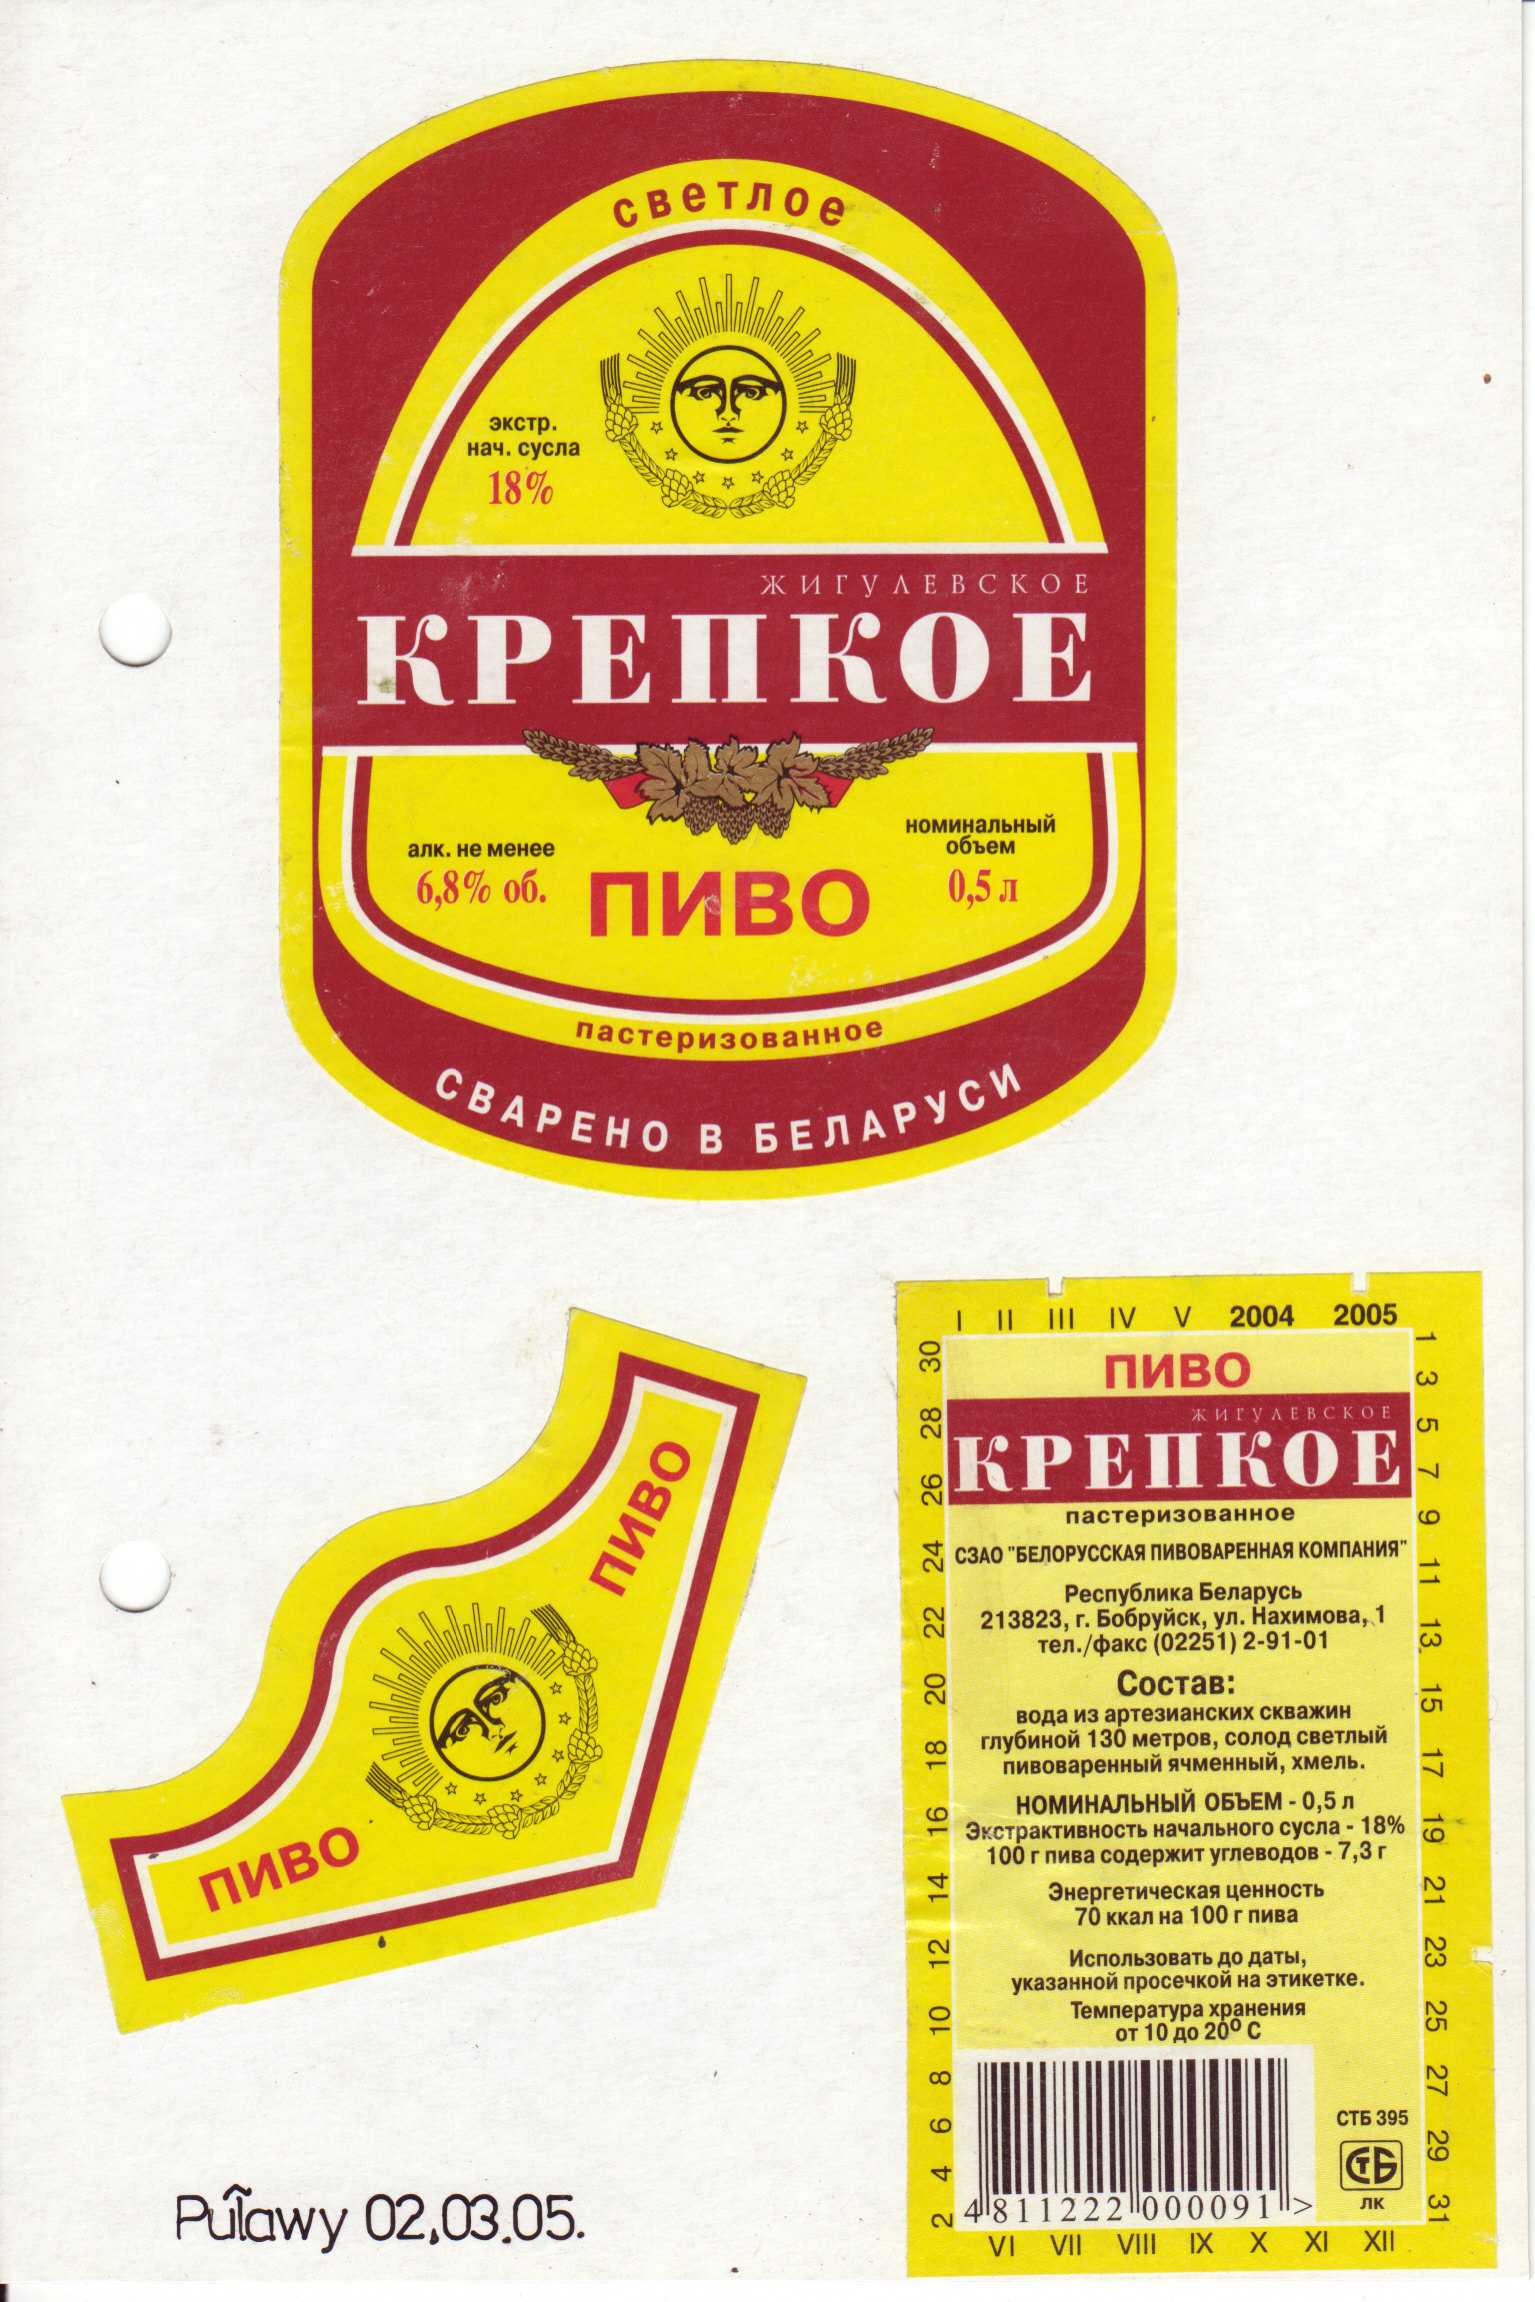 светлое
экстр.
нач. сусла
18%
ЖИГУЛЕВСКОЕ
КРЕПКОЕ
алк. не менее
6,8% об.
ПИВО
номинальный
объем
0,5 л
пастеризованное
СВАРЕНО В БЕЛАРУСИ
ПИВО
ПИВО
I II III IV V 2004 2005
30 28 26 24 22 20 18 16 14 12 10 8 6 4 2
ПИВО
ЖИГУЛЕВСКОЕ
КРЕПКОЕ
пастеризованное
СЗАО "БЕЛОРУССКАЯ ПИВОВАРЕННАЯ КОМПАНИЯ"
Республика Беларусь
213823, г. Бобруйск, ул. Нахимова, 1
тел./факс (02251) 2-91-01
Состав:
вода из артезианских скважин
глубиной 130 метров, солод светлый
пивоваренный ячменный, хмель.
НОМИНАЛЬНЫЙ ОБЪЕМ - 0,5 л
Экстрактивность начального сусла - 18%
100 г пива содержит углеводов - 7,3 г
Энергетическая ценность
70 ккал на 100 г пива
Использовать до даты,
указанной просечкой на этикетке.
Температура хранения
от 10 до 20º С
СТБ 395
СТБ
ЛК
4 811222 000091 >
1 3 5 7 9 11 13 15 17 19 21 23 25 27 29 31
VI VII VIII IX X XI XII
Puławy 02.03.05.